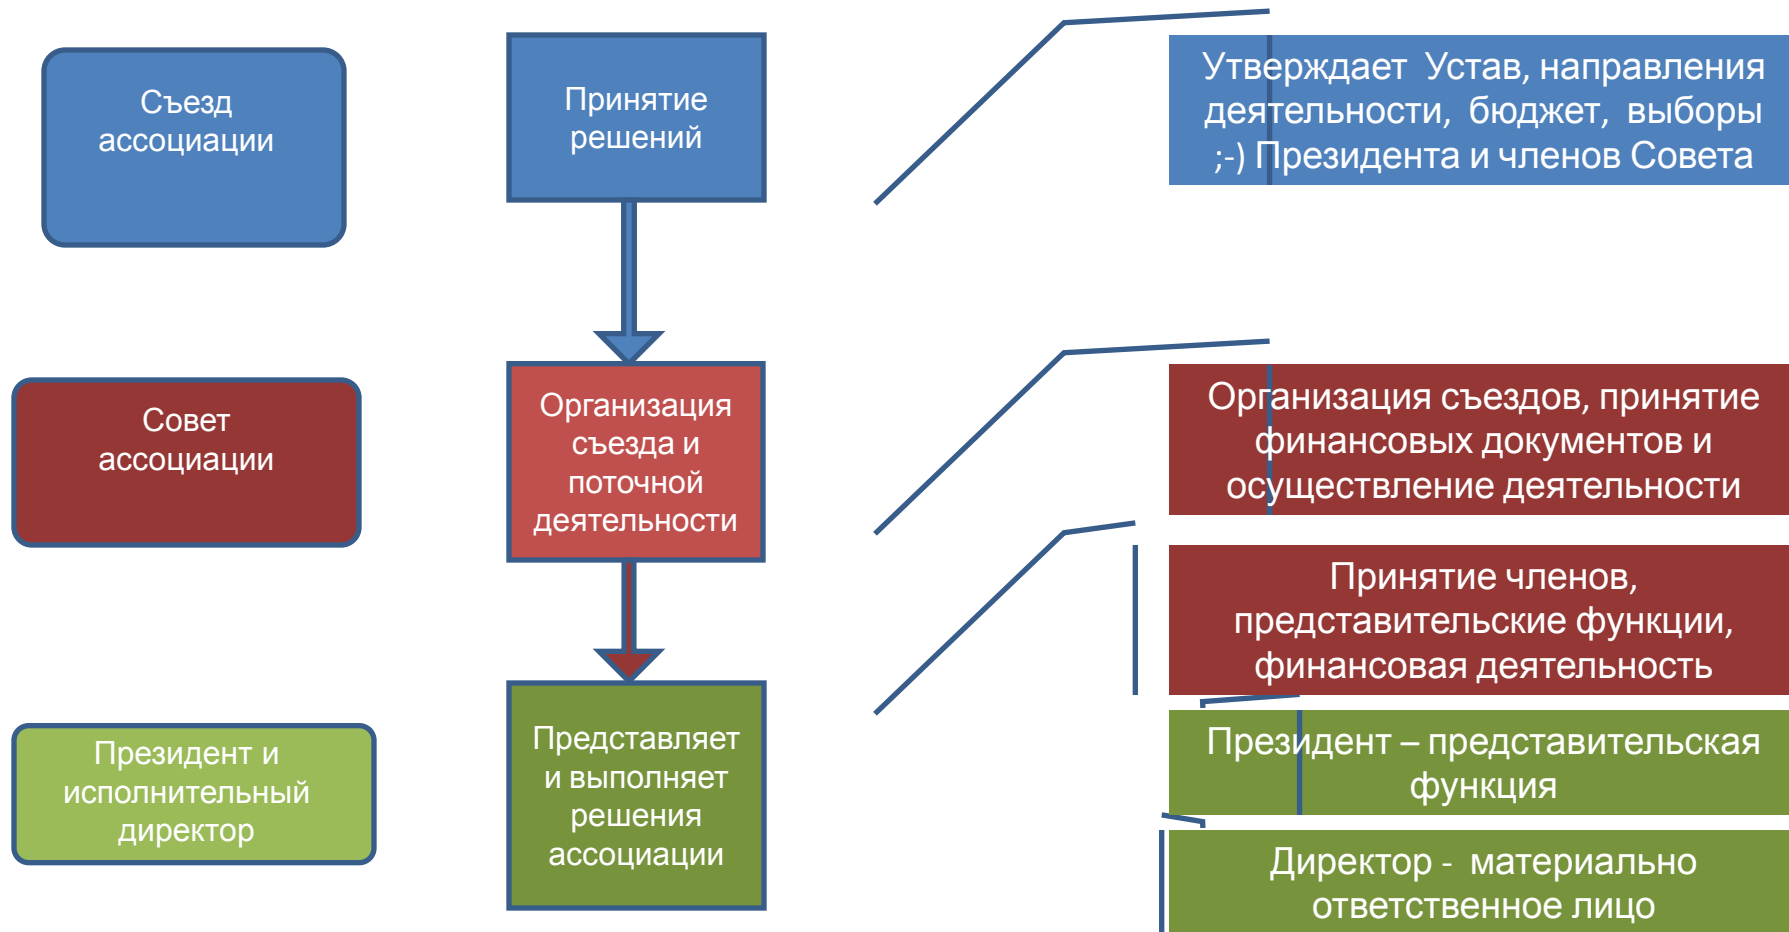 Съезд
ассоциации
Принятие
решений
Утверждает Устав, направления
деятельности, бюджет, выборы
;-) Президента и членов Совета
Совет
ассоциации
Организация
съезда и
поточной
деятельности
Организация съездов, принятие
финансовых документов и
осуществление деятельности
Принятие членов,
представительские функции,
финансовая деятельность
Президент и
исполнительный
директор
Представляет
и выполняет
решения
ассоциации
Президент – представительская
функция
Директор - материально
ответственное лицо